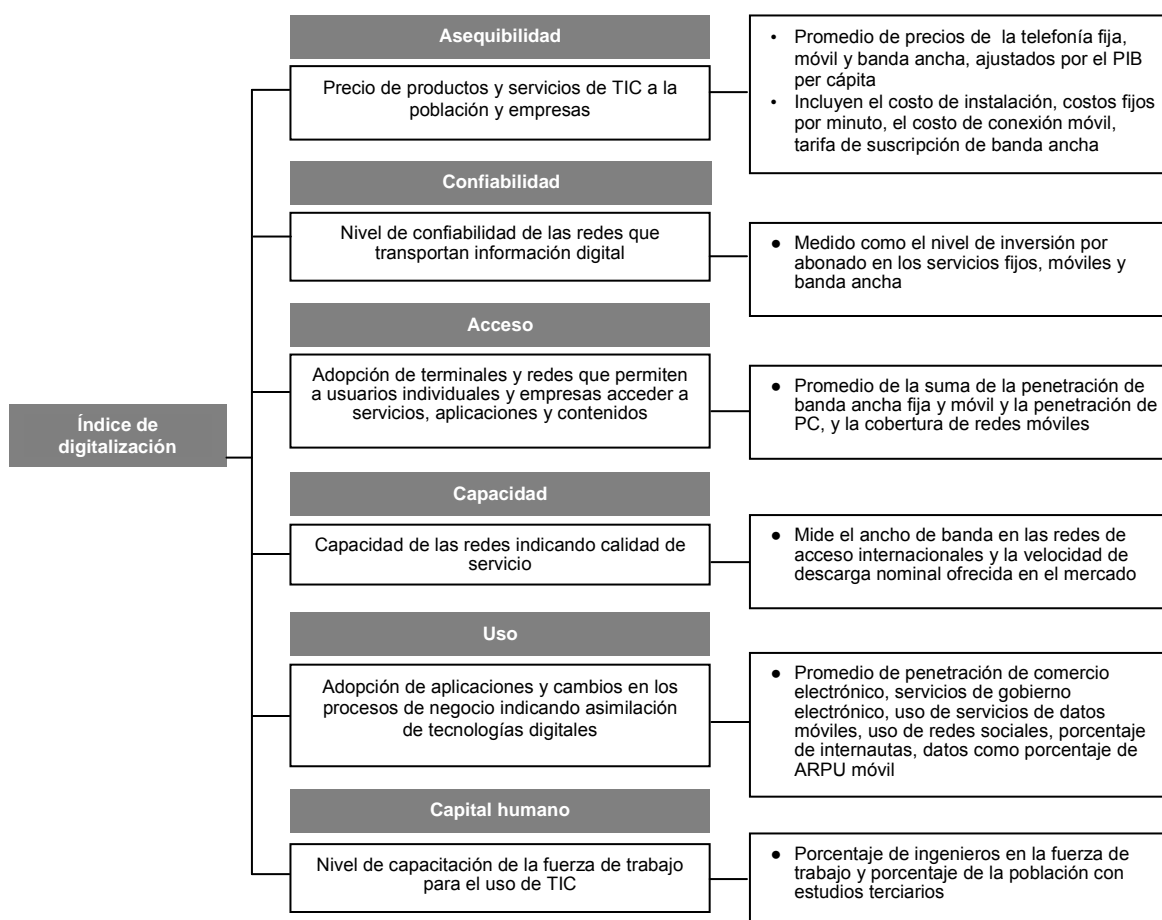 Asequibilidad
Precio de productos y servicios de TIC a la
población y empresas
• Promedio de precios de la telefonía fija,
móvil y banda ancha, ajustados por el PIB
per cápita
• Incluyen el costo de instalación, costos fijos
por minuto, el costo de conexión móvil,
tarifa de suscripción de banda ancha
Confiabilidad
Nivel de confiabilidad de las redes que
transportan información digital
● Medido como el nivel de inversión por
abonado en los servicios fijos, móviles y
banda ancha
Acceso
Adopción de terminales y redes que permiten
a usuarios individuales y empresas acceder a
servicios, aplicaciones y contenidos
● Promedio de la suma de la penetración de
banda ancha fija y móvil y la penetración de
PC, y la cobertura de redes móviles
Índice de
digitalización
Capacidad
Capacidad de las redes indicando calidad de
servicio
● Mide el ancho de banda en las redes de
acceso internacionales y la velocidad de
descarga nominal ofrecida en el mercado
Uso
Adopción de aplicaciones y cambios en los
procesos de negocio indicando asimilación
de tecnologías digitales
● Promedio de penetración de comercio
electrónico, servicios de gobierno
electrónico, uso de servicios de datos
móviles, uso de redes sociales, porcentaje
de internautas, datos como porcentaje de
ARPU móvil
Capital humano
Nivel de capacitación de la fuerza de trabajo
para el uso de TIC
● Porcentaje de ingenieros en la fuerza de
trabajo y porcentaje de la población con
estudios terciarios